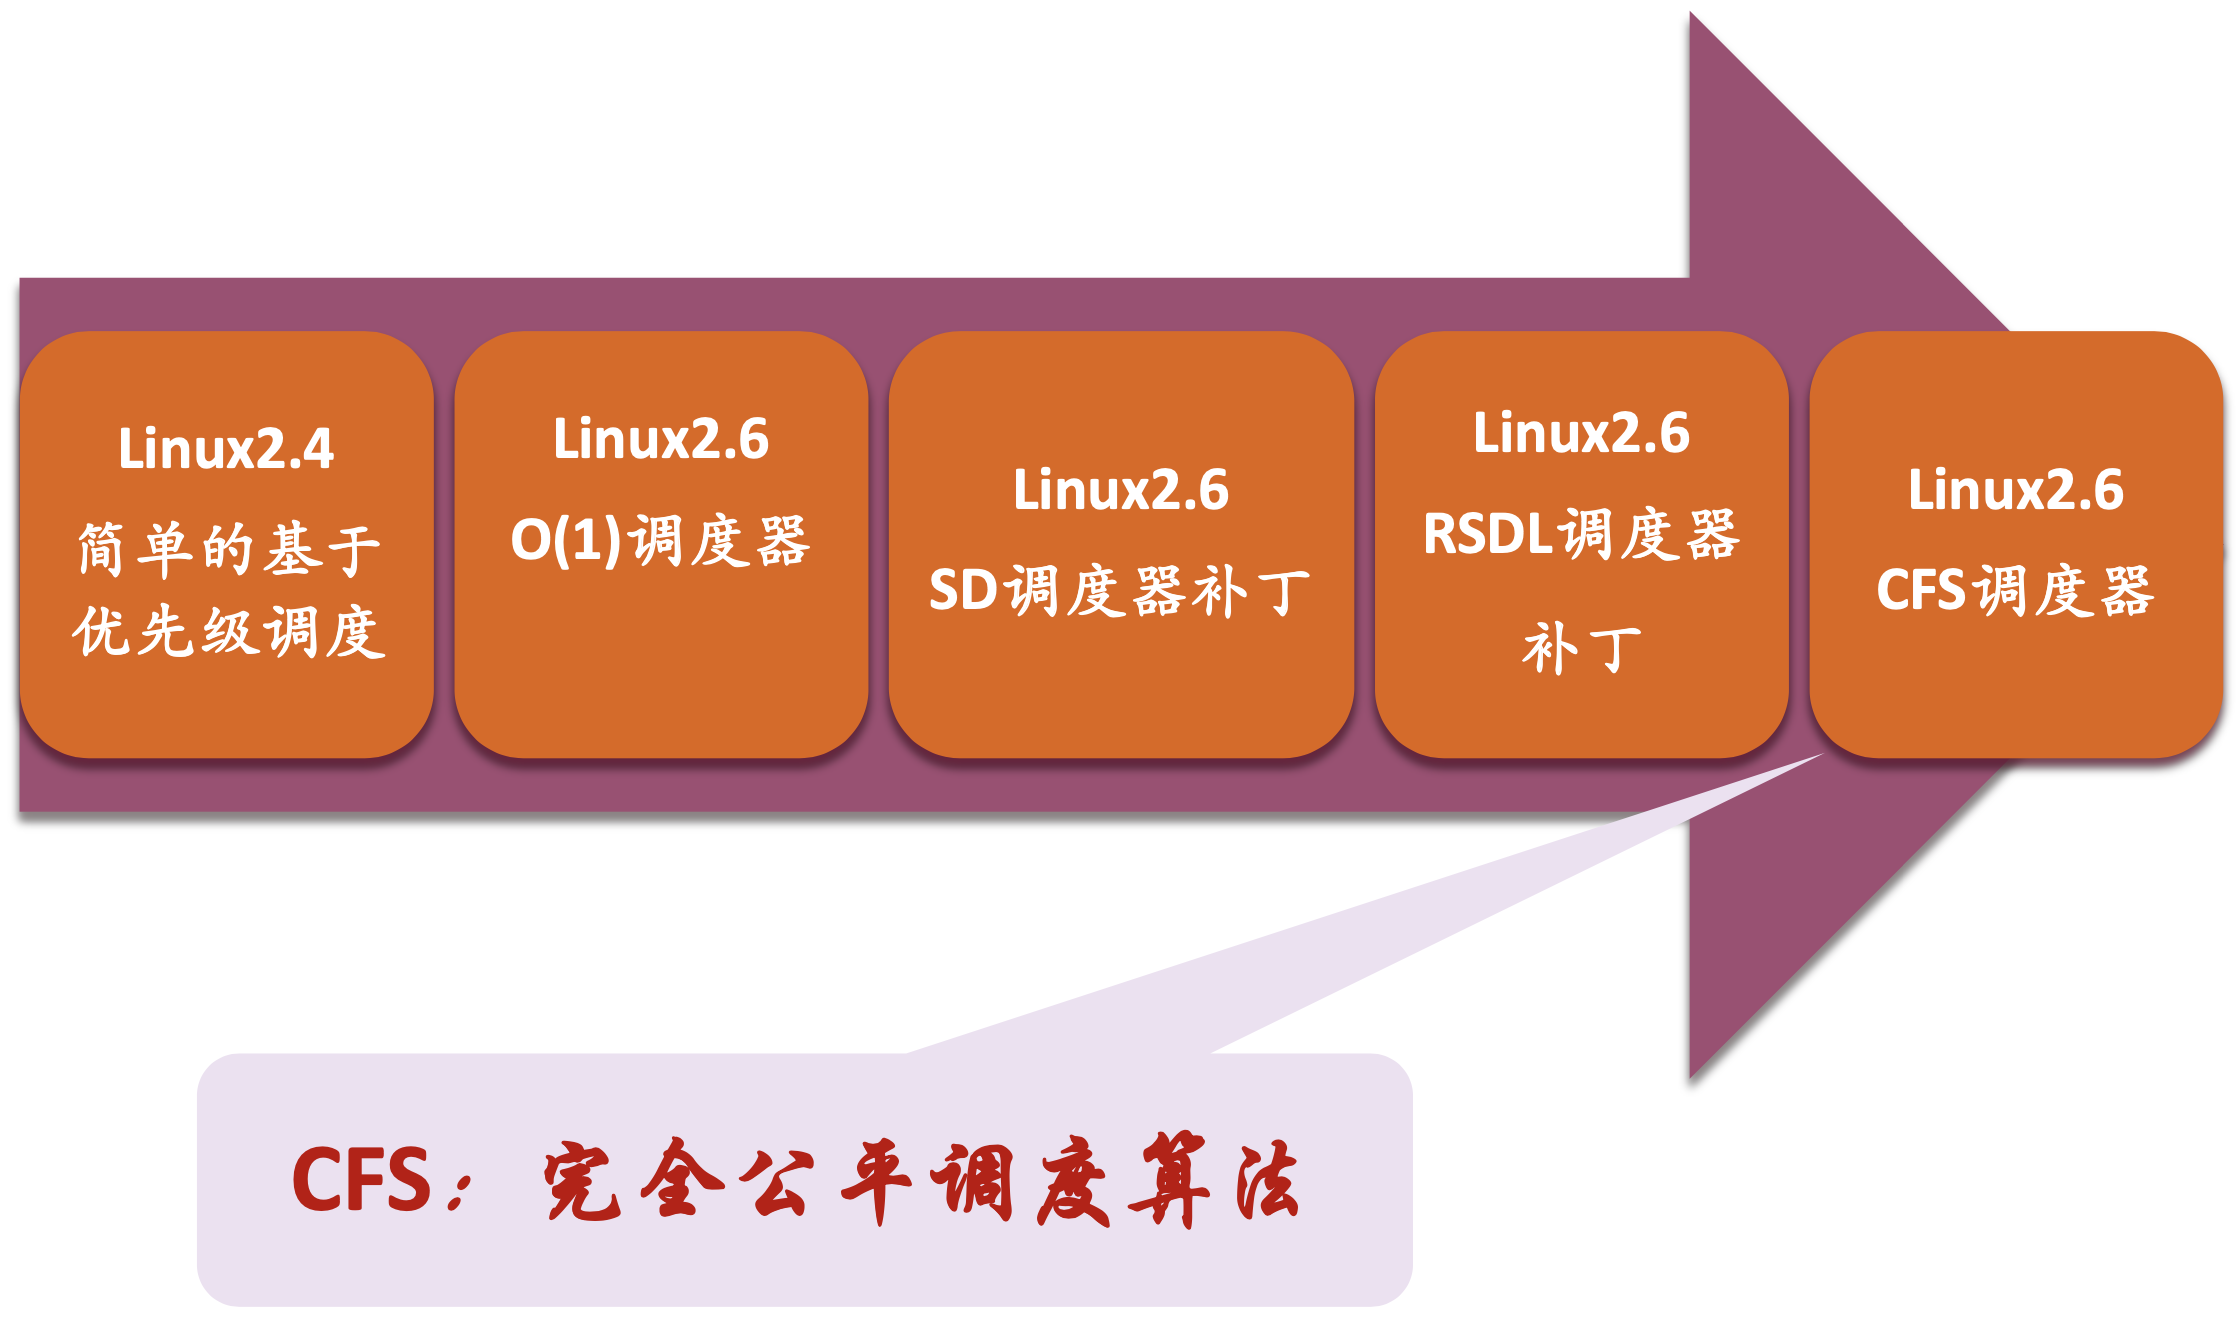 Linux2.4
简单的基于
优先级调度
Linux2.6
O(1)调度器
Linux2.6
SD调度器补丁
Linux2.6
RSDL调度器
补丁
Linux2.6
CFS调度器
CFS：完全公平调度算法